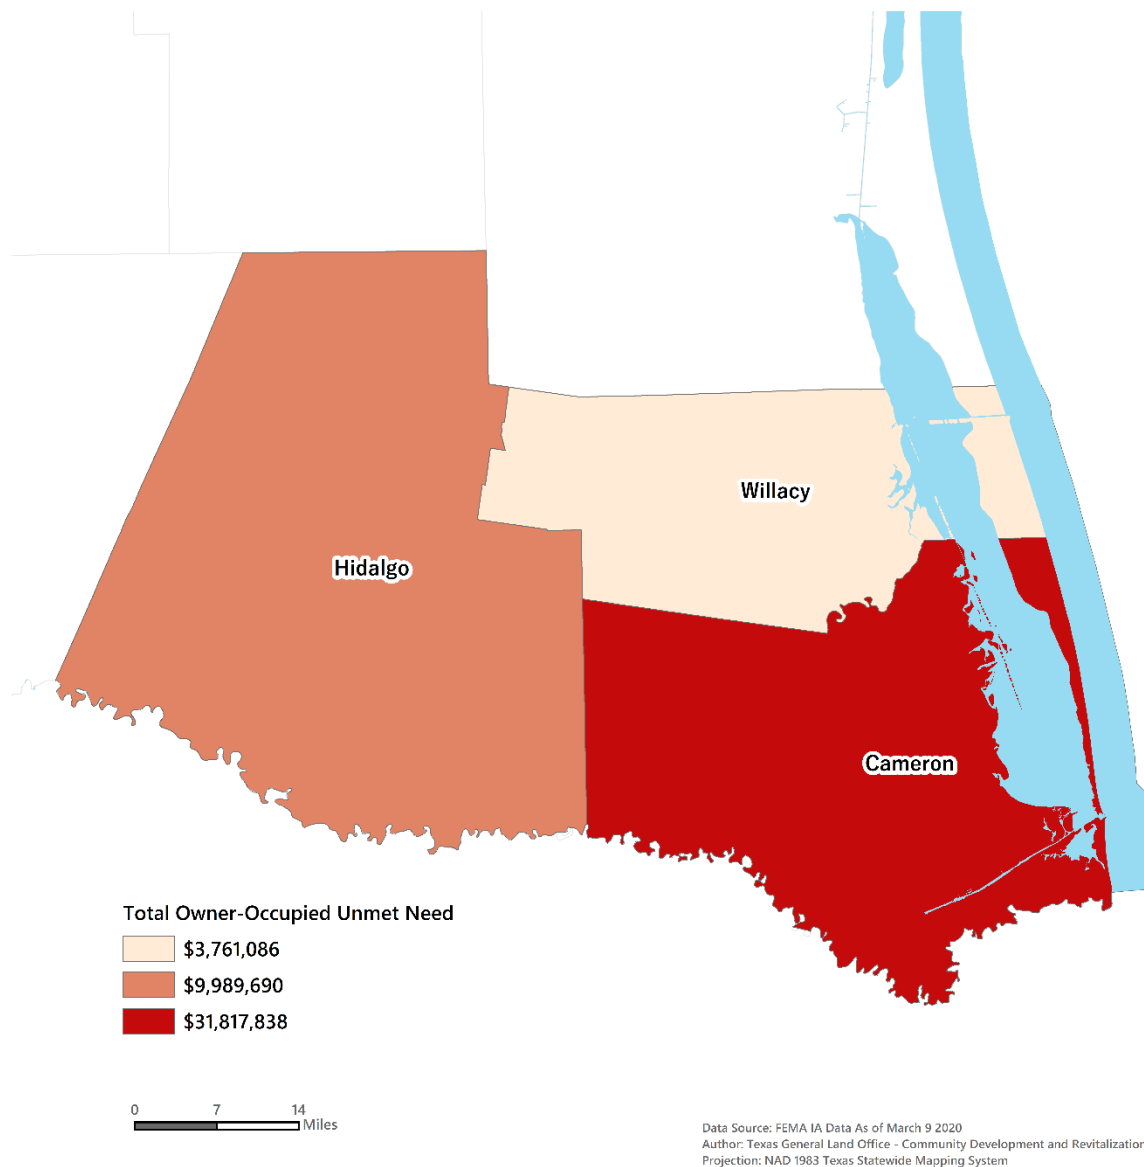 Willacy
Hidalgo
Cameron
Total Owner-Occupied Unmet Need
$3,761,086
$9,989,690
$31,817,838
0 7 14
Miles
Data Source: FEMA IA Data As of March 9 2020
Author: Texas General Land Office - Community Development and Revitalization
Projection: NAD 1983 Texas Statewide Mapping System